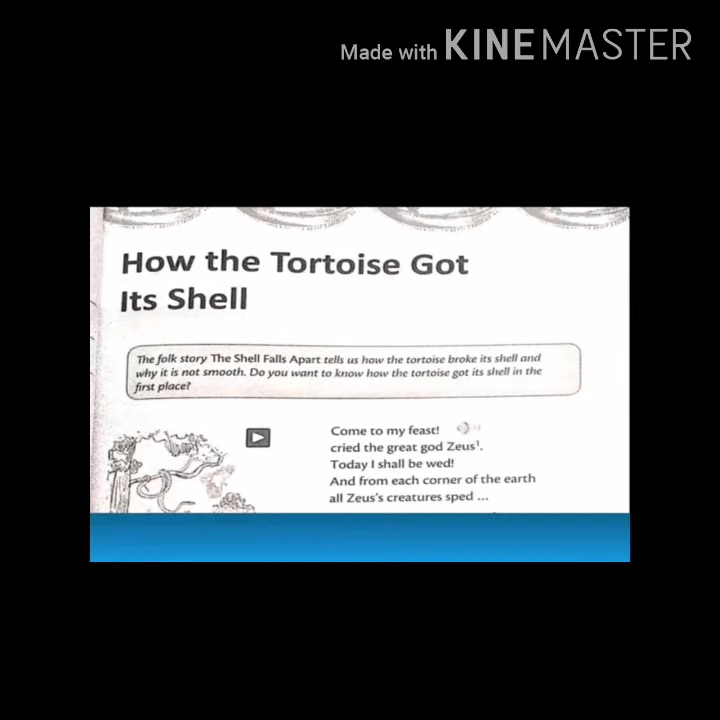 Made with KINEMASTER
How the Tortoise Got
Its Shell
The folk story The Shell Falls Apart tells us how the tortoise broke its shell and
why it is not smooth. Do you want to know how the tortoise got its shell in the
first place?
Come to my feast!
cried the great god Zeus¹.
Today I shall be wed!
And from each corner of the earth
all Zeus's creatures sped ...